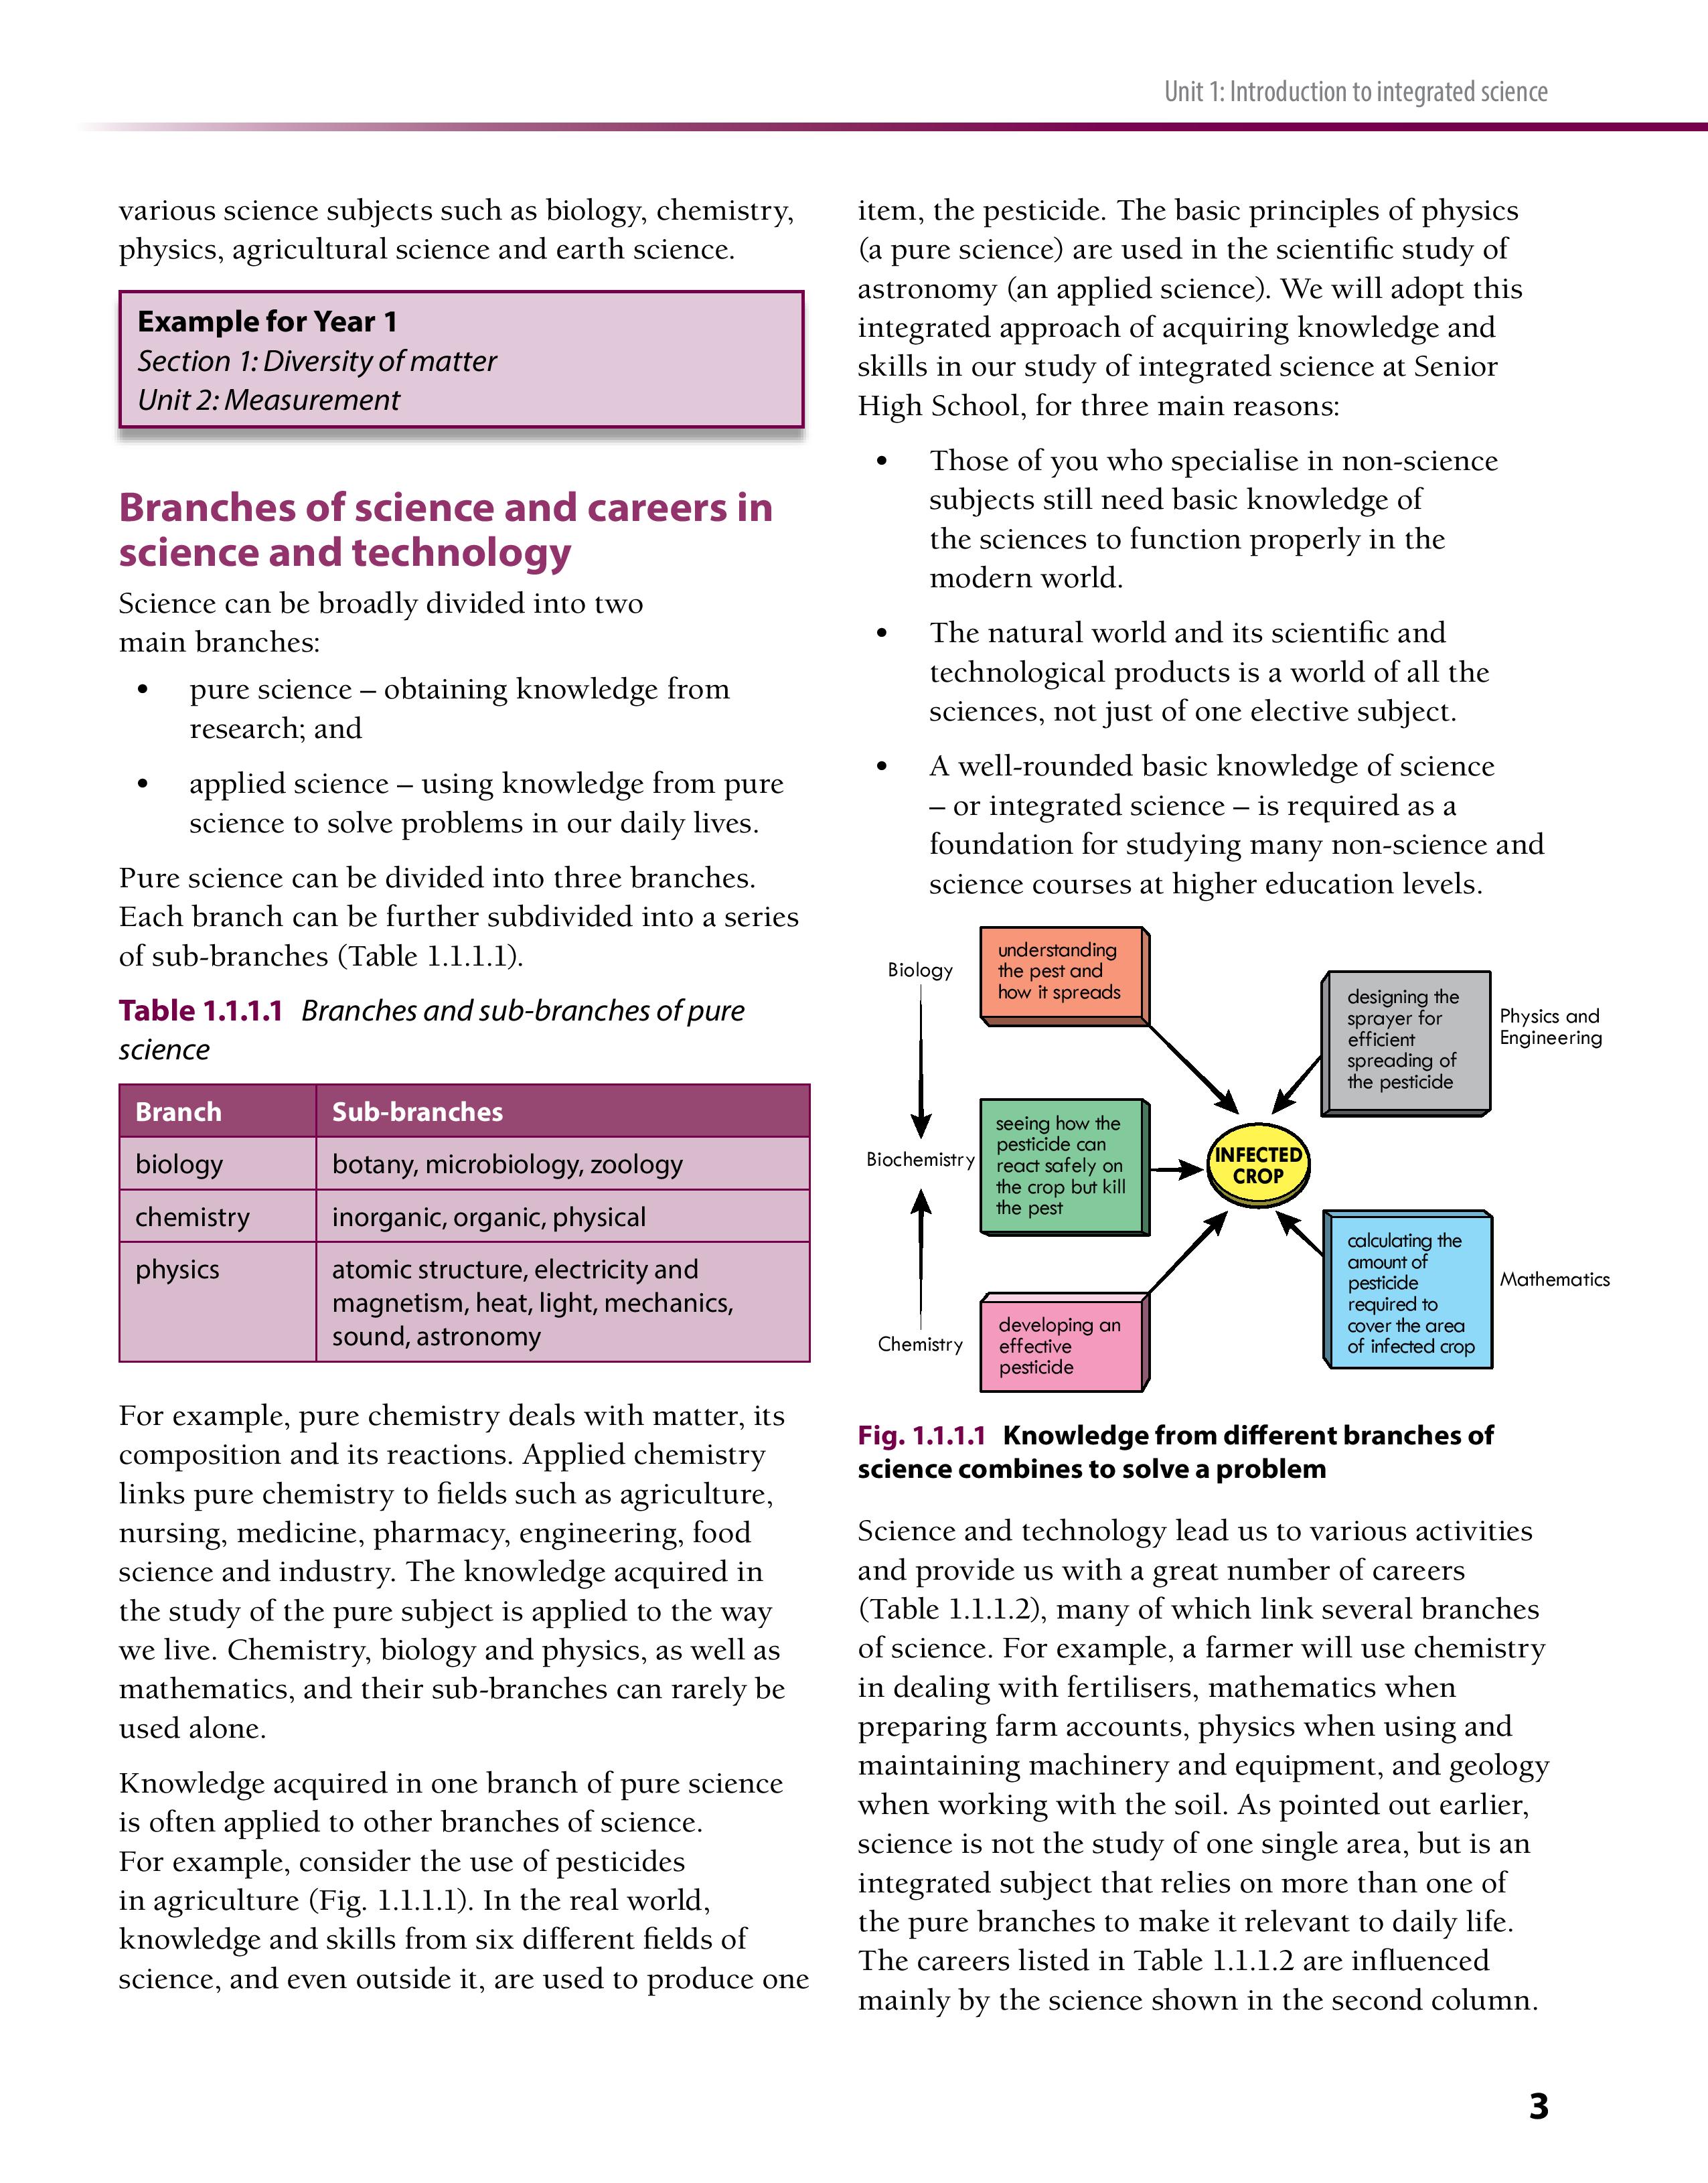 Unit 1: Introduction to integrated science
various science subjects such as biology, chemistry,
physics, agricultural science and earth science.
Example for Year 1
Section 1: Diversity of matter
Unit 2: Measurement
Branches of science and careers in
science and technology
Science can be broadly divided into two
main branches:
• pure science – obtaining knowledge from
research; and
• applied science – using knowledge from pure
science to solve problems in our daily lives.
Pure science can be divided into three branches.
Each branch can be further subdivided into a series
of sub-branches (Table 1.1.1.1).
Table 1.1.1.1 Branches and sub-branches of pure
science
Branch Sub-branches
biology botany, microbiology, zoology
chemistry inorganic, organic, physical
physics atomic structure, electricity and
magnetism, heat, light, mechanics,
sound, astronomy
For example, pure chemistry deals with matter, its
composition and its reactions. Applied chemistry
links pure chemistry to fields such as agriculture,
nursing, medicine, pharmacy, engineering, food
science and industry. The knowledge acquired in
the study of the pure subject is applied to the way
we live. Chemistry, biology and physics, as well as
mathematics, and their sub-branches can rarely be
used alone.
Knowledge acquired in one branch of pure science
is often applied to other branches of science.
For example, consider the use of pesticides
in agriculture (Fig. 1.1.1.1). In the real world,
knowledge and skills from six different fields of
science, and even outside it, are used to produce one
item, the pesticide. The basic principles of physics
(a pure science) are used in the scientific study of
astronomy (an applied science). We will adopt this
integrated approach of acquiring knowledge and
skills in our study of integrated science at Senior
High School, for three main reasons:
• Those of you who specialise in non-science
subjects still need basic knowledge of
the sciences to function properly in the
modern world.
• The natural world and its scientific and
technological products is a world of all the
sciences, not just of one elective subject.
• A well-rounded basic knowledge of science
– or integrated science – is required as a
foundation for studying many non-science and
science courses at higher education levels.
Biology
understanding
the pest and
how it spreads
designing the
sprayer for
efficient
spreading of
the pesticide
Physics and
Engineering
Biochemistry
seeing how the
pesticide can
react safely on
the crop but kill
the pest
INFECTED
CROP
calculating the
amount of
pesticide
required to
cover the area
of infected crop
Mathematics
Chemistry
developing an
effective
pesticide
Fig. 1.1.1.1 Knowledge from different branches of
science combines to solve a problem
Science and technology lead us to various activities
and provide us with a great number of careers
(Table 1.1.1.2), many of which link several branches
of science. For example, a farmer will use chemistry
in dealing with fertilisers, mathematics when
preparing farm accounts, physics when using and
maintaining machinery and equipment, and geology
when working with the soil. As pointed out earlier,
science is not the study of one single area, but is an
integrated subject that relies on more than one of
the pure branches to make it relevant to daily life.
The careers listed in Table 1.1.1.2 are influenced
mainly by the science shown in the second column.
3